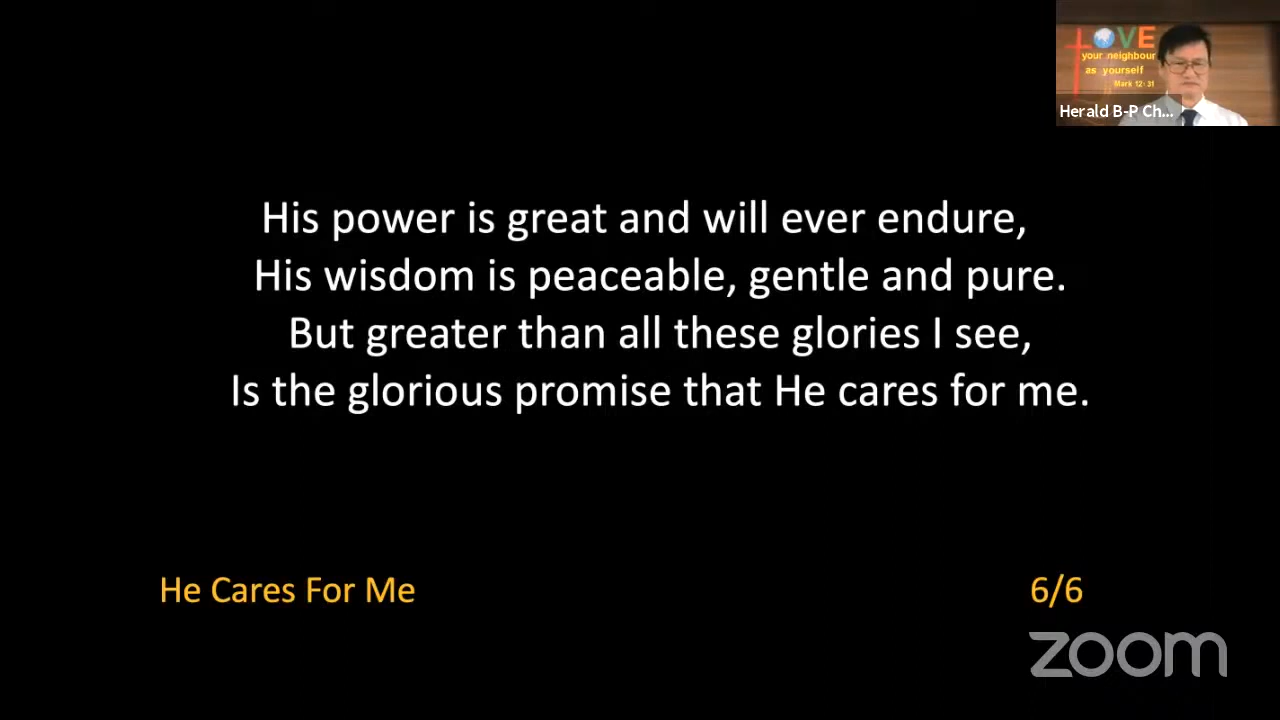 LOVE
your neighbour
as yourself
Mark 12:31
Herald B-P Ch...
His power is great and will ever endure,
His wisdom is peaceable, gentle and pure.
But greater than all these glories I see,
Is the glorious promise that He cares for me.
He Cares For Me
6/6
zoom